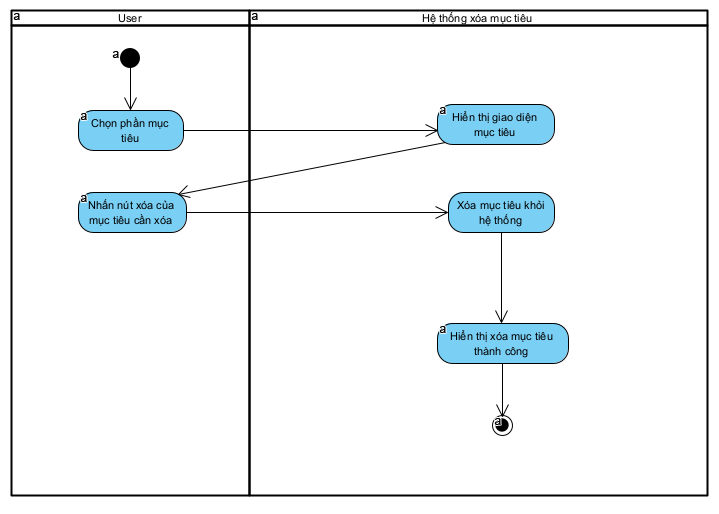 a User
a Hệ thống xóa mục tiêu
a
a Chọn phần mục
tiêu
a Hiển thị giao diện
mục tiêu
a Nhấn nút xóa của
mục tiêu cần xóa
Xóa mục tiêu khỏi
hệ thống
a Hiển thị xóa mục tiêu
thành công
a